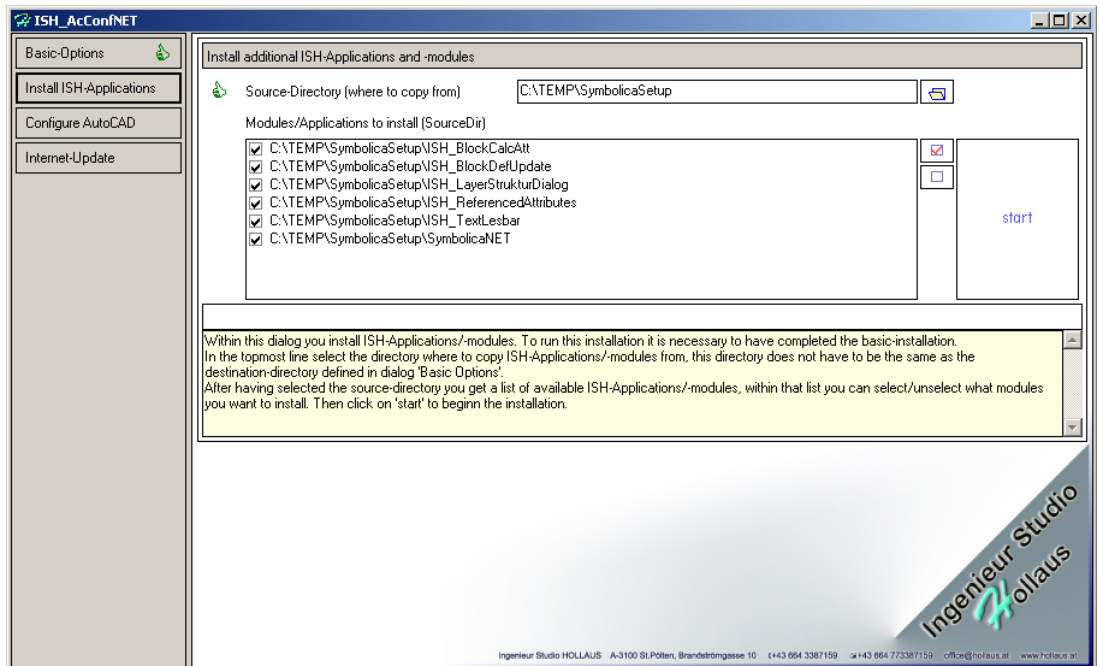 ISH_AcConfNET
Basic-Options
Install ISH-Applications
Configure AutoCAD
Internet-Update
Install additional ISH-Applications and -modules
Source-Directory (where to copy from)
C:\TEMP\SymbolicaSetup
Modules/Applications to install (SourceDir)
C:\TEMP\SymbolicaSetup\ISH_BlockCalcAtt
C:\TEMP\SymbolicaSetup\ISH_BlockDefUpdate
C:\TEMP\SymbolicaSetup\ISH_LayerStrukturDialog
C:\TEMP\SymbolicaSetup\ISH_ReferencedAttributes
C:\TEMP\SymbolicaSetup\ISH_TextLesbar
C:\TEMP\SymbolicaSetup\SymbolicaNET
start
Within this dialog you install ISH-Applications/-modules. To run this installation it is necessary to have completed the basic-installation.
In the topmost line select the directory where to copy ISH-Applications/-modules from, this directory does not have to be the same as the
destination-directory defined in dialog 'Basic Options'.
After having selected the source-directory you get a list of available ISH-Applications/-modules, within that list you can select/unselect what modules
you want to install. Then click on 'start' to beginn the installation.
Ingenieur Studio
Hollaus
Ingenieur Studio HOLLAUS A-3100 St.Pölten, Brandströmgasse 10 +43 664 3387159 +43 664 773387159 office@hollaus.at www.hollaus.at